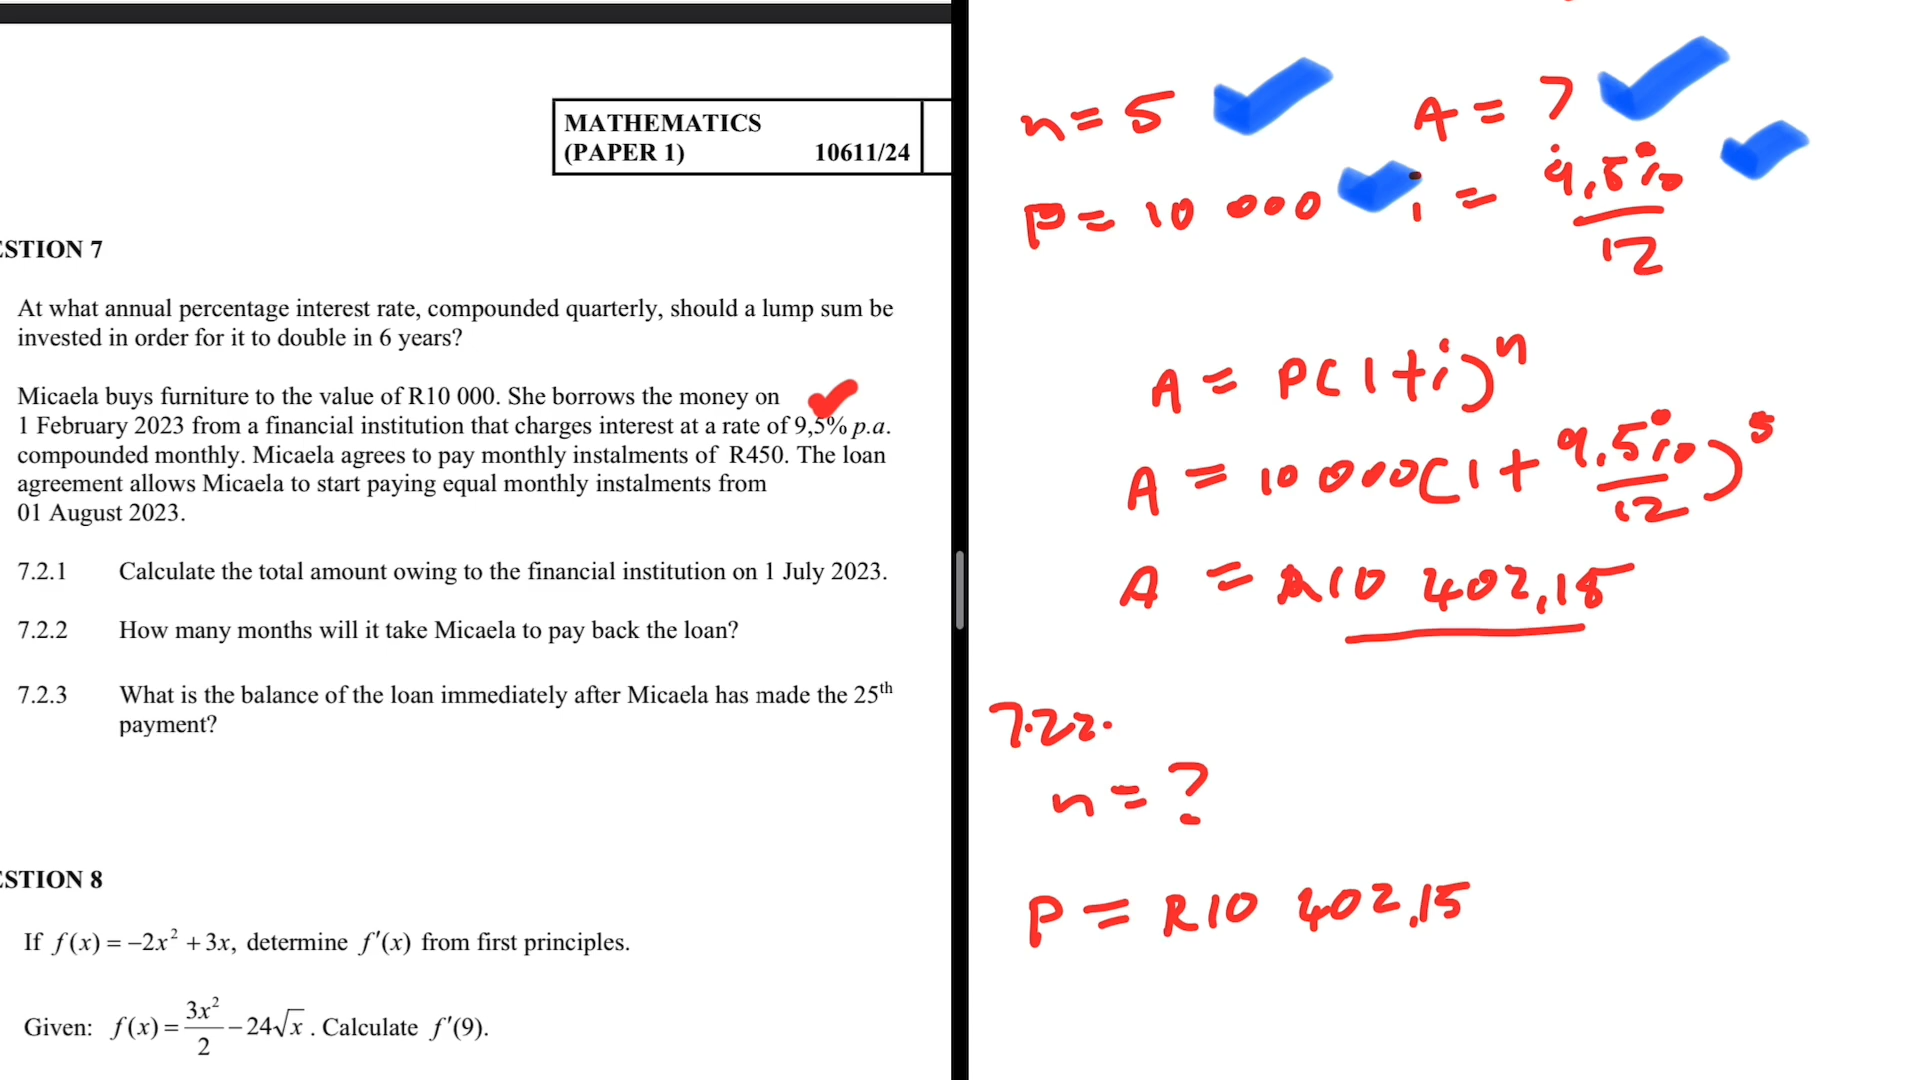 MATHEMATICS
(PAPER 1) 10611/24
ESTION 7
At what annual percentage interest rate, compounded quarterly, should a lump sum be
invested in order for it to double in 6 years?
Micaela buys furniture to the value of R10 000. She borrows the money on
1 February 2023 from a financial institution that charges interest at a rate of 9,5% p.a.
compounded monthly. Micaela agrees to pay monthly instalments of R450. The loan
agreement allows Micaela to start paying equal monthly instalments from
01 August 2023.
7.2.1 Calculate the total amount owing to the financial institution on 1 July 2023.
7.2.2 How many months will it take Micaela to pay back the loan?
7.2.3 What is the balance of the loan immediately after Micaela has made the 25th
payment?
ESTION 8
If f(x) = −2x² + 3x, determine f′(x) from first principles.
Given: f(x) = 3x²/2 − 24√x . Calculate f′(9).
n = 5 A = ?
P = 10 000 i = 9,5%/12
A = P(1+i)ⁿ
A = 10 000(1 + 9,5%/12)⁵
A = R10 402,15
7.2.2.
n = ?
P = R10 402,15